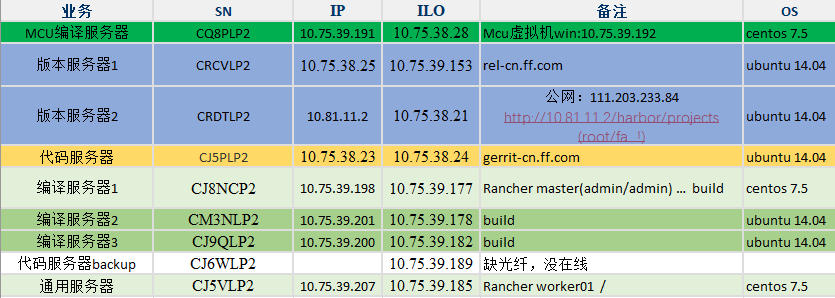 业务 SN IP ILO 备注 OS
MCU编译服务器 CQ8PLP2 10.75.39.191 10.75.38.28 Mcu虚拟机win:10.75.39.192 centos 7.5
版本服务器1 CRCVLP2 10.75.38.25 10.75.39.153 rel-cn.ff.com ubuntu 14.04
公网：111.203.233.84
版本服务器2 CRDTLP2 10.81.11.2 10.75.38.21 http://10.81.11.2/harbor/projects ubuntu 14.04
(root/fa !)
代码服务器 CJ5PLP2 10.75.38.23 10.75.38.24 gerrit-cn.ff.com ubuntu 14.04
编译服务器1 CJ8NCP2 10.75.39.198 10.75.39.177 Rancher master(admin/admin) ... build centos 7.5
编译服务器2 CM3NLP2 10.75.39.201 10.75.39.178 build ubuntu 14.04
编译服务器3 CJ9QLP2 10.75.39.200 10.75.39.182 build ubuntu 14.04
代码服务器backup CJ6WLP2 10.75.39.189 缺光纤，没在线
通用服务器 CJ5VLP2 10.75.39.207 10.75.39.185 Rancher worker01 / centos 7.5